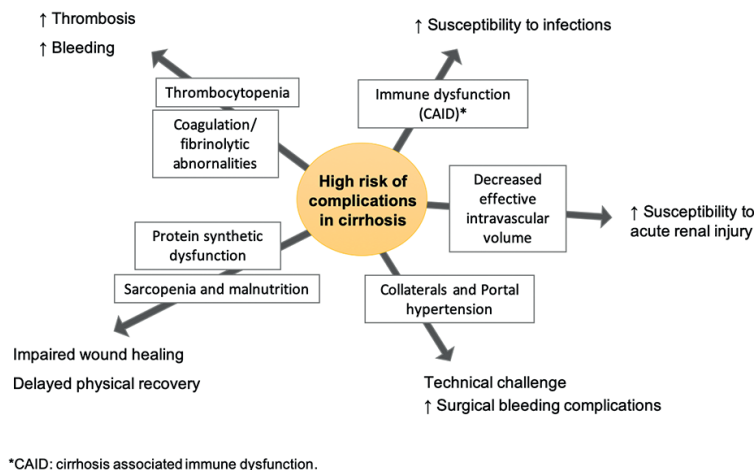 ↑ Thrombosis
↑ Bleeding
Thrombocytopenia
Coagulation/
fibrinolytic
abnornalities
↑ Susceptibility to infections
Immune dysfunction
(CAID)*
High risk of
complications
in cirrhosis
Decreased
effective
intravascular
volume
↑ Susceptibility to
acute renal injury
Protein synthetic
dysfunction
Sarcopenia and malnutrition
Impaired wound healing
Delayed physical recovery
Collaterals and Portal
hypertension
Technical challenge
↑ Surgical bleeding complications
*CAID: cirrhosis associated immune dysfunction.